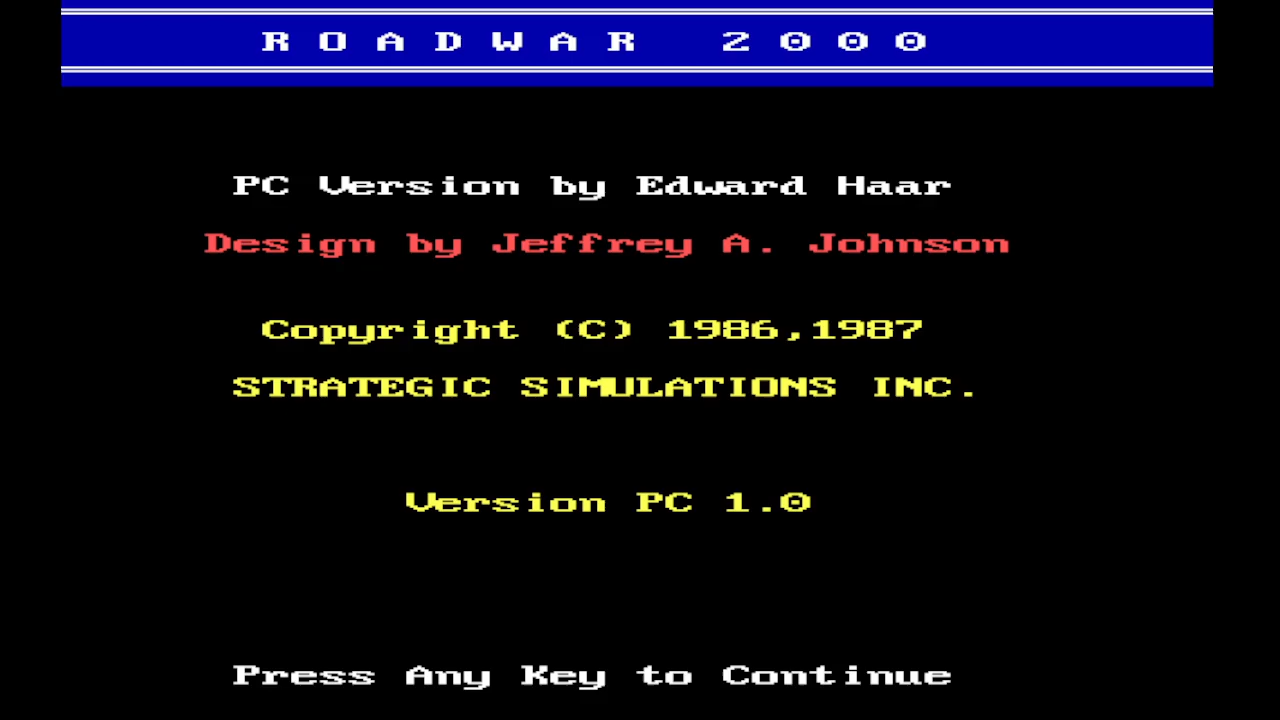 ROADWAR 2000
PC Version by Edward Haar
Design by Jeffrey A. Johnson
Copyright (C) 1986,1987
STRATEGIC SIMULATIONS INC.
Version PC 1.0
Press Any Key to Continue